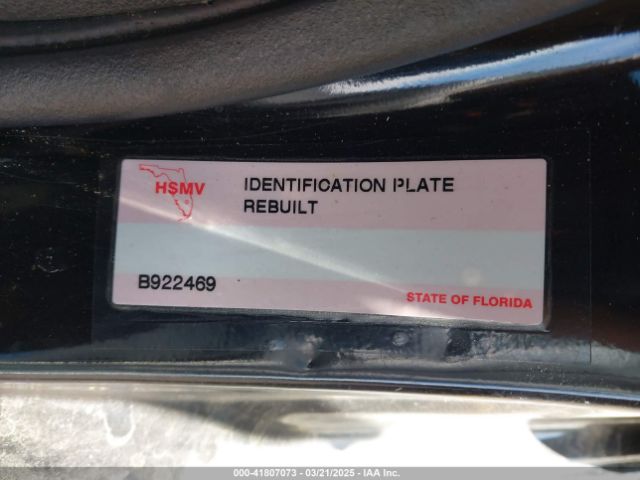 HSMV
IDENTIFICATION PLATE
REBUILT
B922469
STATE OF FLORIDA
000-41807073 — 03/21/2025 — IAA Inc.